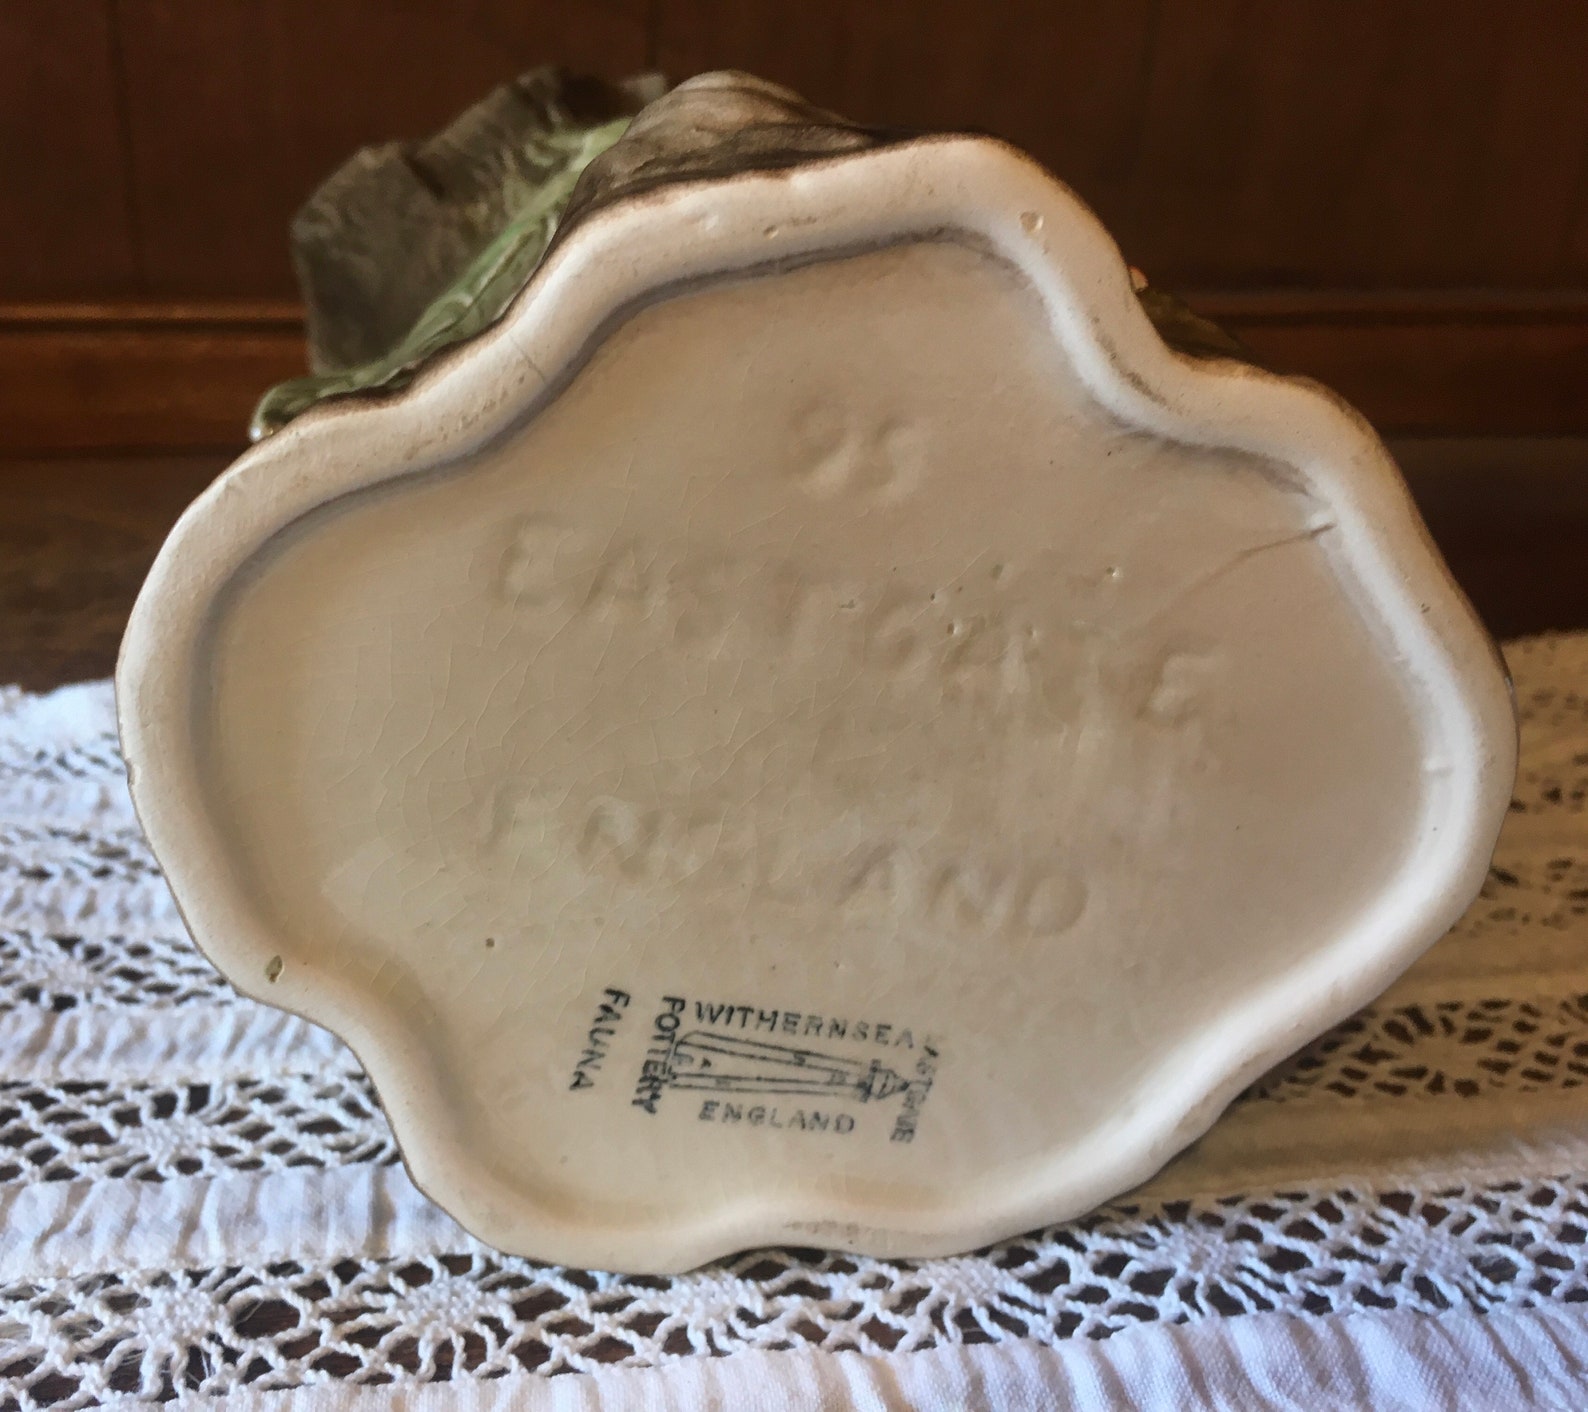 95
EASTGATE
ENGLAND
WITHERNSEA
EASTGATE
ENGLAND
POTTERY
FAUNA